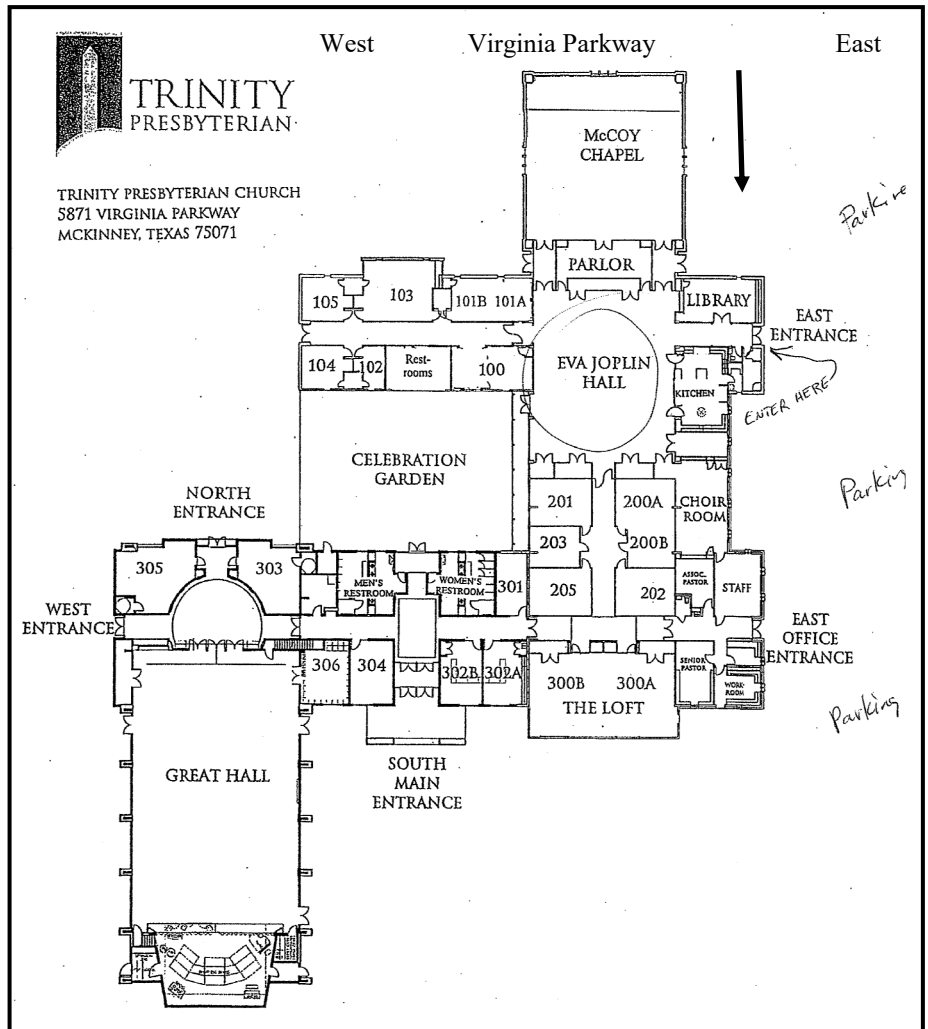 West Virginia Parkway East
TRINITY
PRESBYTERIAN
TRINITY PRESBYTERIAN CHURCH
5871 VIRGINIA PARKWAY
MCKINNEY, TEXAS 75071
McCOY
CHAPEL
Parking
PARLOR
105
103
101B 101A
LIBRARY
EAST
ENTRANCE
104
102
Rest-
rooms
100
EVA JOPLIN
HALL
KITCHEN
ENTER HERE
CELEBRATION
GARDEN
NORTH
ENTRANCE
201
200A
CHOIR
ROOM
Parking
203
200B
305
303
MEN'S
RESTROOM
WOMEN'S
RESTROOM
301
205
202
ASSOC.
PASTOR
STAFF
WEST
ENTRANCE
EAST
OFFICE
ENTRANCE
306
304
302B
302A
300B 300A
THE LOFT
SENIOR
PASTOR
WORK-
ROOM
Parking
SOUTH
MAIN
ENTRANCE
GREAT HALL